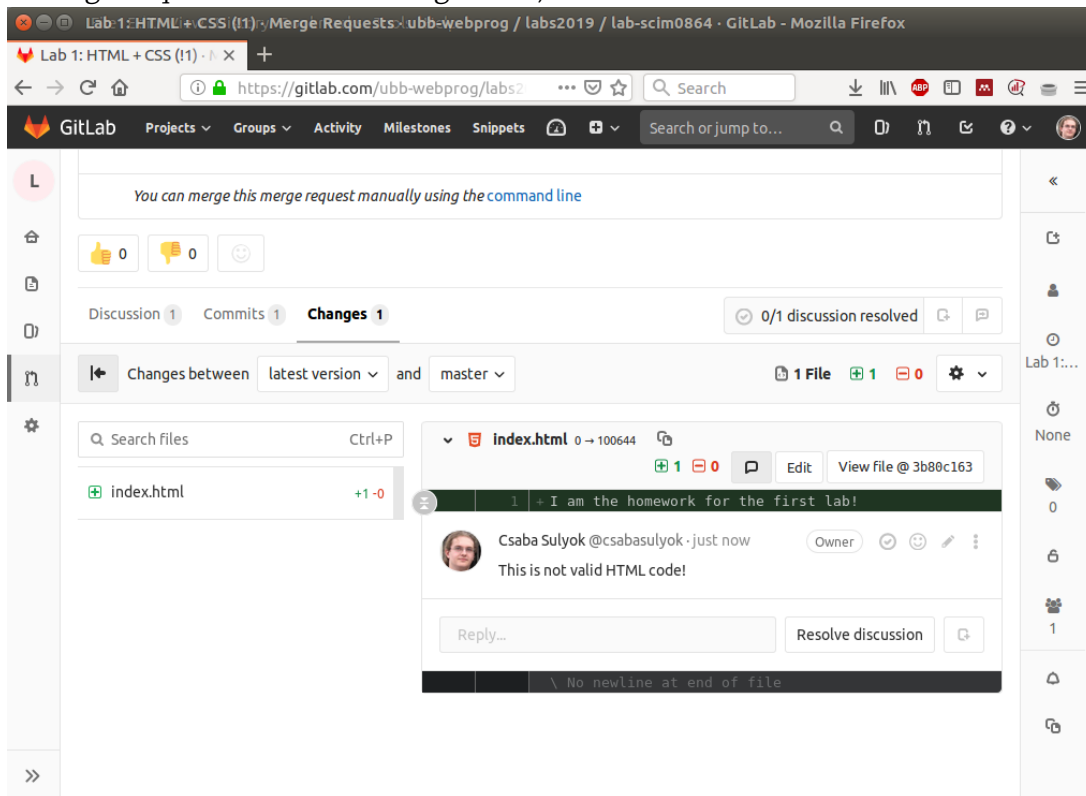 Lab 1: HTML + CSS (!1) · Merge Requests · ubb-webprog / labs2019 / lab-scim0864 · GitLab - Mozilla Firefox
Lab 1: HTML + CSS (!1) · M
https://gitlab.com/ubb-webprog/labs2
Search
ABP
GitLab Projects Groups Activity Milestones Snippets Search or jump to...
L
You can merge this merge request manually using the command line
0 0
Discussion 1 Commits 1 Changes 1 0/1 discussion resolved
Changes between latest version and master 1 File 1 0
Lab 1:...
None
0
1
Search files Ctrl+P
index.html +1 -0
index.html 0 → 100644
1 0 Edit View file @ 3b80c163
1 + I am the homework for the first lab!
Csaba Sulyok @csabasulyok · just now Owner
This is not valid HTML code!
Reply... Resolve discussion
\ No newline at end of file